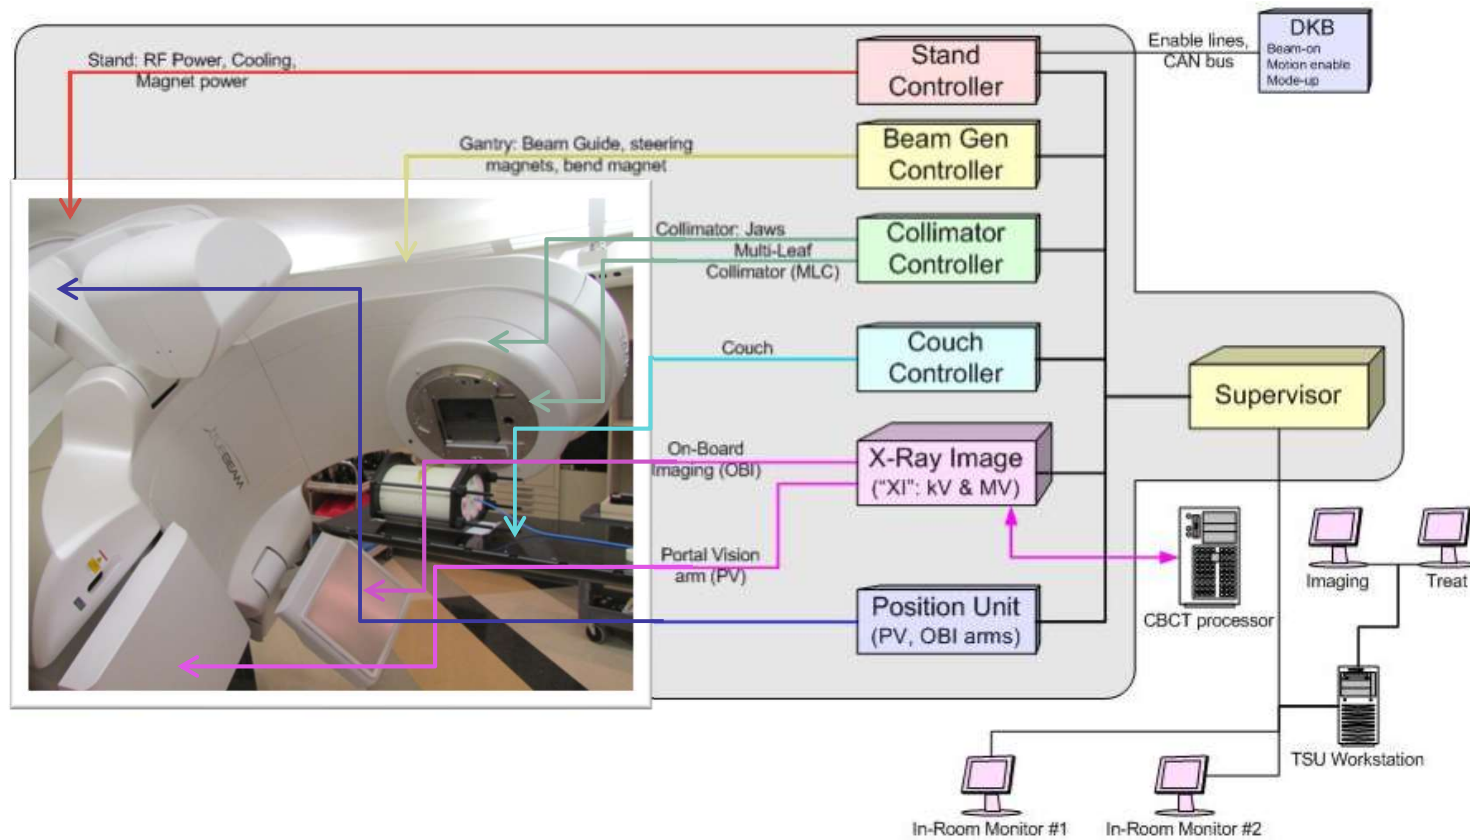 Stand: RF Power, Cooling,
Magnet power
Stand
Controller
Enable lines,
CAN bus
DKB
Beam-on
Motion enable
Mode-up
Gantry: Beam Guide, steering
magnets, bend magnet
Beam Gen
Controller
Collimator: Jaws
Multi-Leaf
Collimator (MLC)
Collimator
Controller
Couch
Couch
Controller
Supervisor
On-Board
Imaging (OBI)
X-Ray Image
("XI": kV & MV)
Portal Vision
arm (PV)
Position Unit
(PV, OBI arms)
CBCT processor
Imaging
Treat
TSU Workstation
In-Room Monitor #1
In-Room Monitor #2